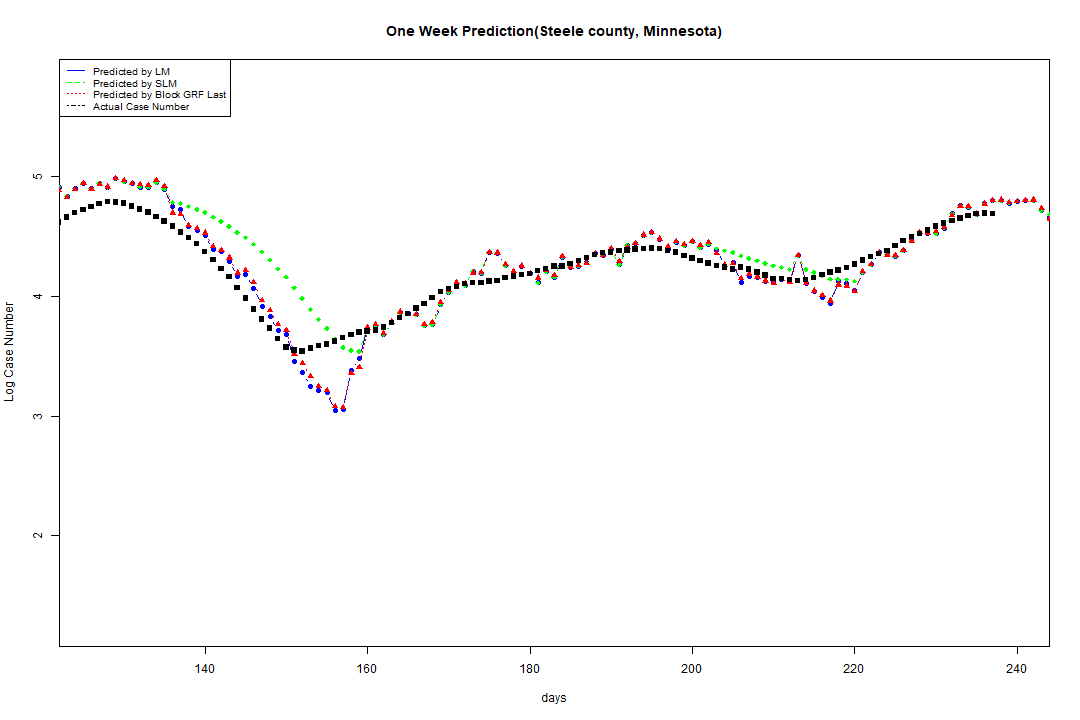 One Week Prediction(Steele county, Minnesota)
Predicted by LM
Predicted by SLM
Predicted by Block GRF Last
Actual Case Number
5
4
3
2
Log Case Number
140 160 180 200 220 240
days